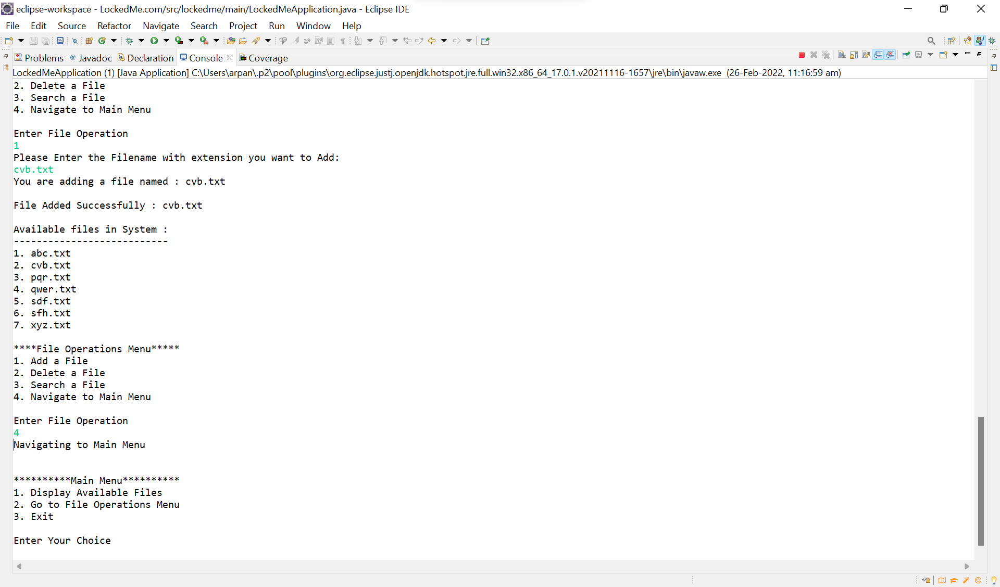 eclipse-workspace - LockedMe.com/src/lockedme/main/LockedMeApplication.java - Eclipse IDE
File Edit Source Refactor Navigate Search Project Run Window Help
Problems @ Javadoc Declaration Console Coverage
LockedMeApplication (1) [Java Application] C:\Users\arpan\.p2\pool\plugins\org.eclipse.justj.openjdk.hotspot.jre.full.win32.x86_64_17.0.1.v20211116-1657\jre\bin\javaw.exe (26-Feb-2022, 11:16:59 am)
2. Delete a File
3. Search a File
4. Navigate to Main Menu
Enter File Operation
1
Please Enter the Filename with extension you want to Add:
cvb.txt
You are adding a file named : cvb.txt
File Added Successfully : cvb.txt
Available files in System :
---------------------------
1. abc.txt
2. cvb.txt
3. pqr.txt
4. qwer.txt
5. sdf.txt
6. sfh.txt
7. xyz.txt
****File Operations Menu*****
1. Add a File
2. Delete a File
3. Search a File
4. Navigate to Main Menu
Enter File Operation
4
Navigating to Main Menu
**********Main Menu**********
1. Display Available Files
2. Go to File Operations Menu
3. Exit
Enter Your Choice